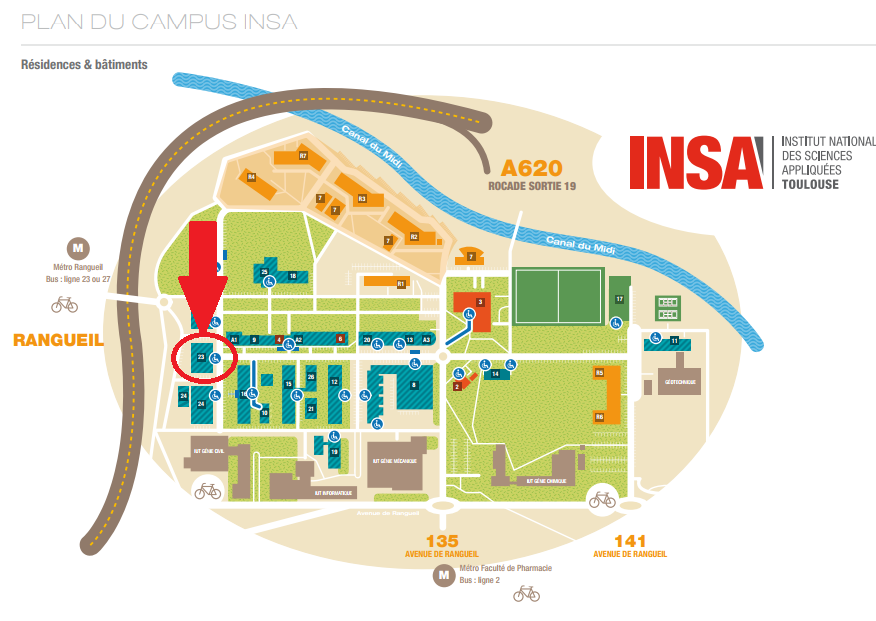 PLAN DU CAMPUS INSA
Résidences & bâtiments
Canal du Midi
A620
ROCADE SORTIE 19
INSA
INSTITUT NATIONAL
DES SCIENCES
APPLIQUÉES
TOULOUSE
R7
R4
R3
7
7
R2
7
7
Canal du Midi
M
Métro Rangueil
Bus : ligne 23 ou 27
RANGUEIL
25
18
R1
3
17
A1
9
4
A2
6
20
13
A3
11
23
GÉOTECHNIQUE
24
24
16
10
15
26
21
12
8
2
14
R5
R6
19
IUT GÉNIE CIVIL
IUT INFORMATIQUE
IUT GÉNIE MÉCANIQUE
IUT GÉNIE CHIMIQUE
Avenue de Rangueil
135
AVENUE DE RANGUEIL
141
AVENUE DE RANGUEIL
M
Métro Faculté de Pharmacie
Bus : ligne 2